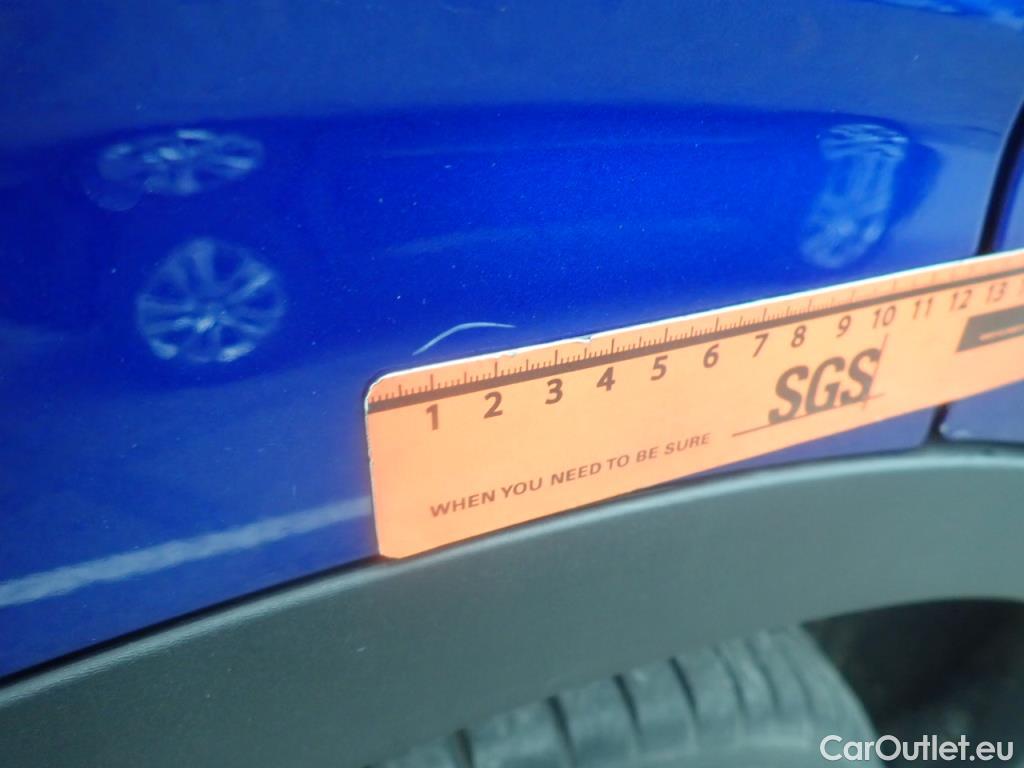 1 2 3 4 5 6 7 8 9 10 11 12 13
SGS
WHEN YOU NEED TO BE SURE
CarOutlet.eu